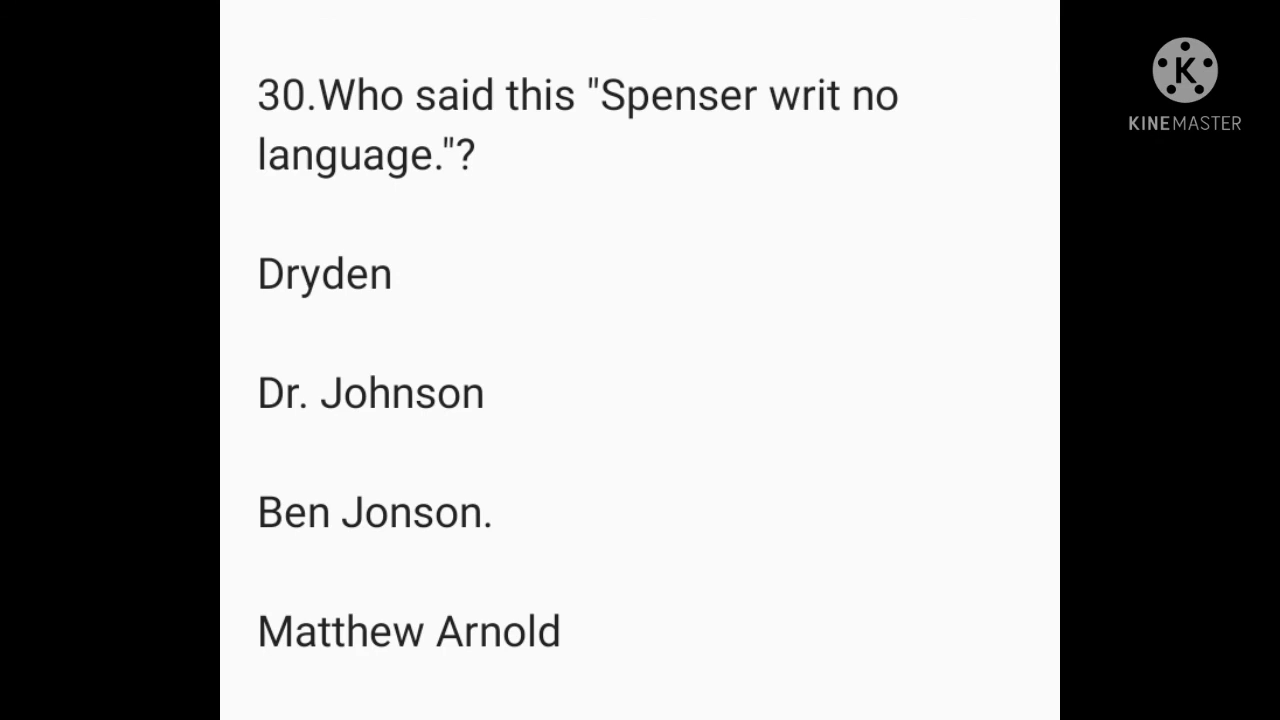 30.Who said this "Spenser writ no
language."?
Dryden
Dr. Johnson
Ben Jonson.
Matthew Arnold
K
KINEMASTER